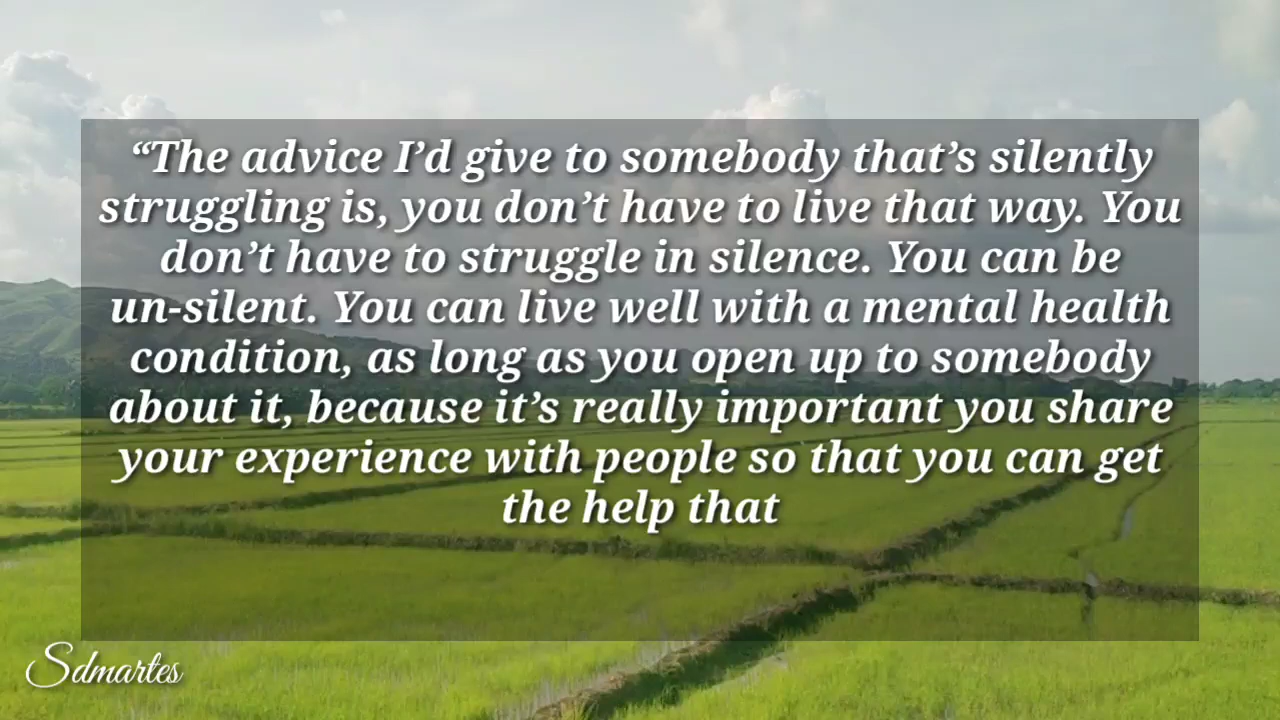 “The advice I’d give to somebody that’s silently
struggling is, you don’t have to live that way. You
don’t have to struggle in silence. You can be
un-silent. You can live well with a mental health
condition, as long as you open up to somebody
about it, because it’s really important you share
your experience with people so that you can get
the help that
Sdmartes